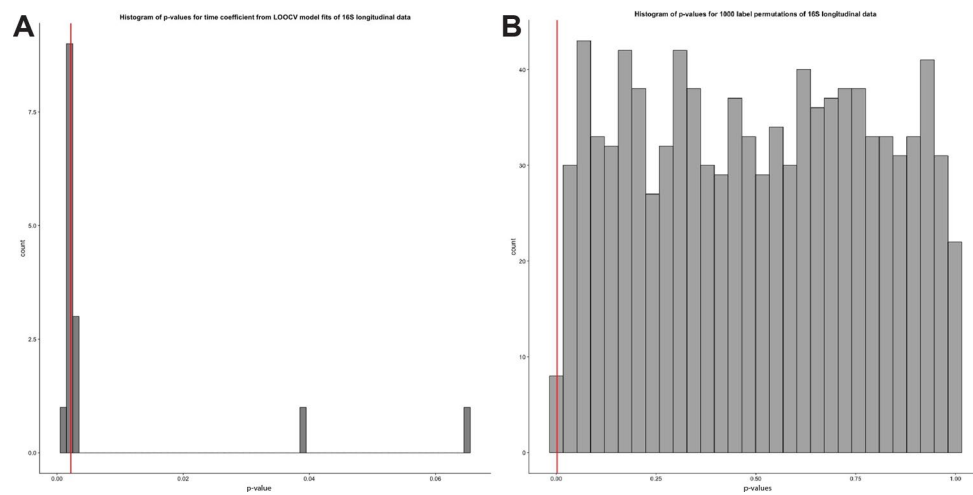 A
Histogram of p-values for time coefficient from LOOCV model fits of 16S longitudinal data
7.5
5.0
2.5
0.0
count
0.00
0.02
0.04
0.06
p-value
B
Histogram of p-values for 1000 label permutations of 16S longitudinal data
40
30
20
10
0
count
0.00
0.25
0.50
0.75
1.00
p-values